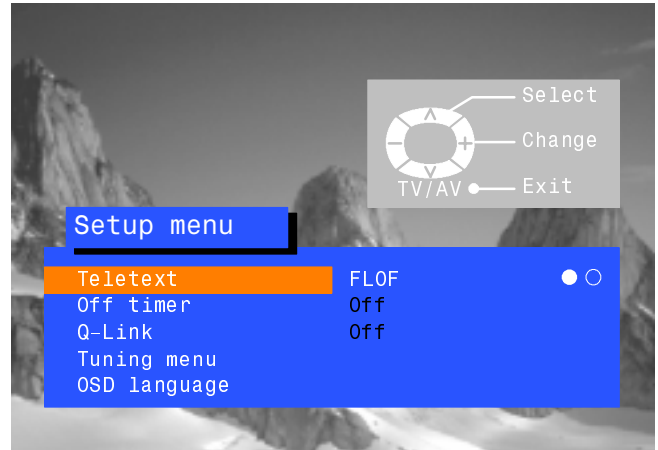 Select
Change
TV/AV Exit
Setup menu
Teletext FLOF
Off timer Off
Q-Link Off
Tuning menu
OSD language